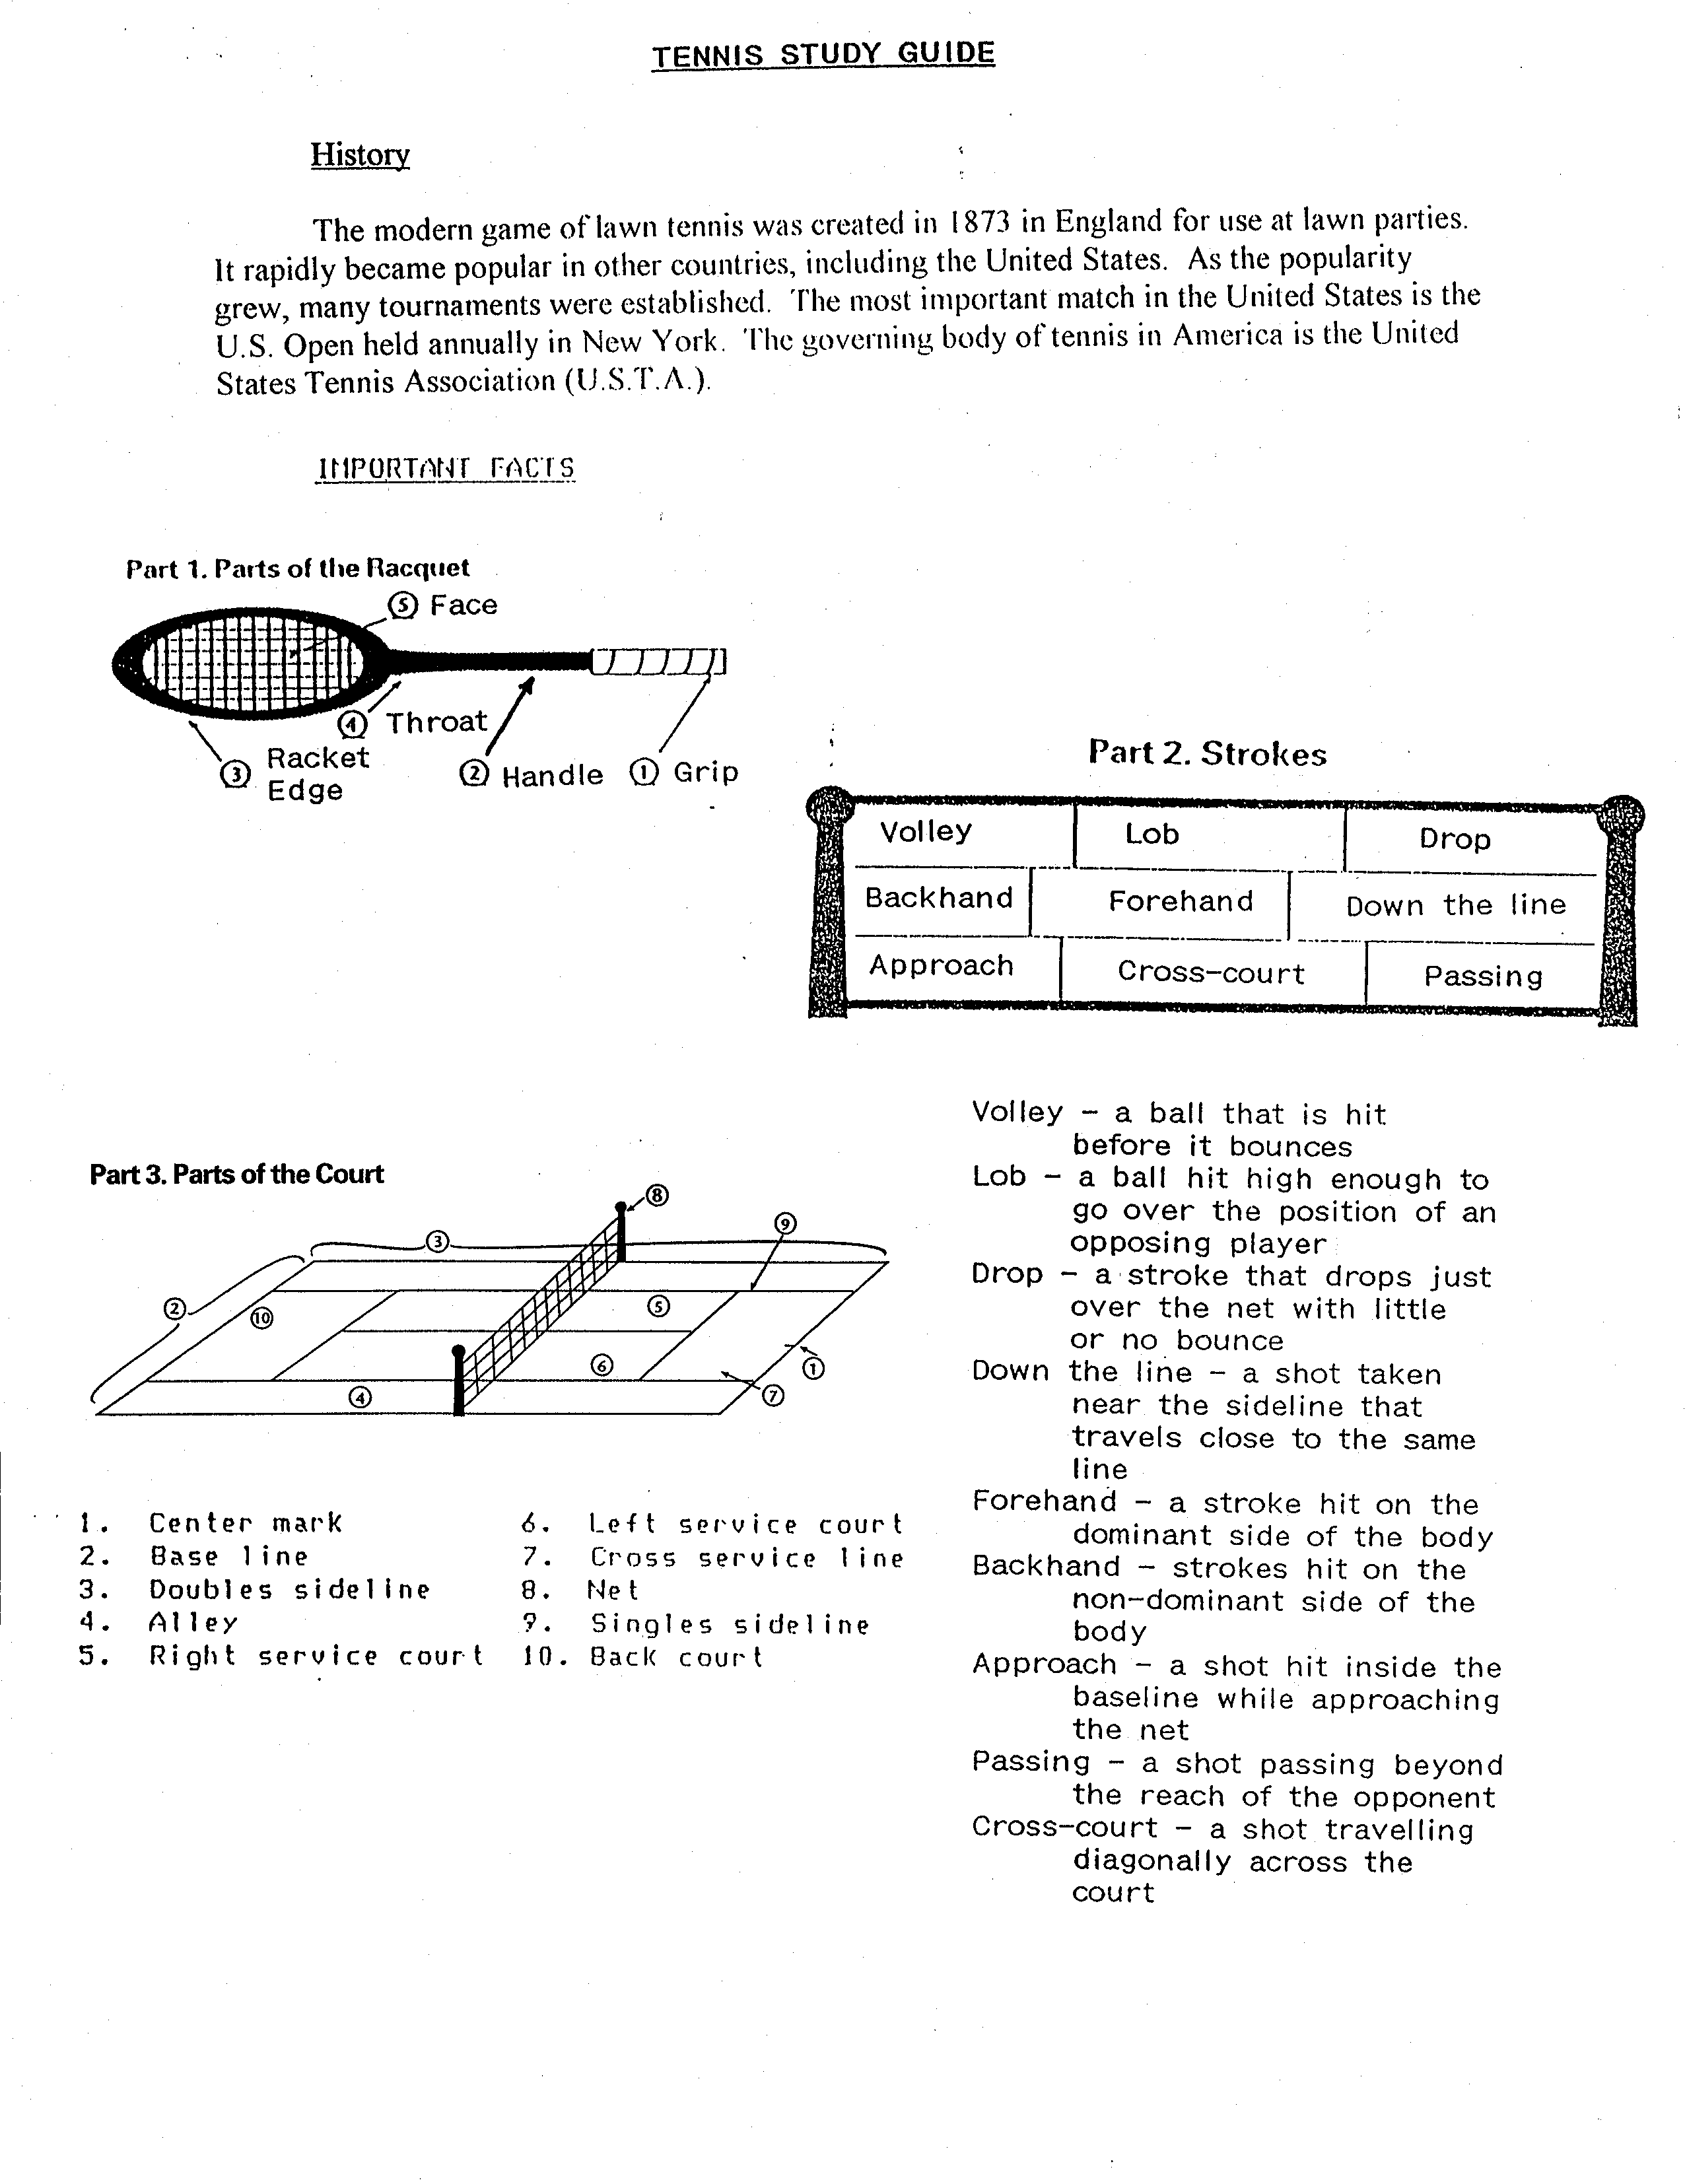 TENNIS STUDY GUIDE
History
The modern game of lawn tennis was created in 1873 in England for use at lawn parties.
It rapidly became popular in other countries, including the United States. As the popularity
grew, many tournaments were established. The most important match in the United States is the
U.S. Open held annually in New York. The governing body of tennis in America is the United
States Tennis Association (U.S.T.A.).
IMPORTANT FACTS
Part 1. Parts of the Racquet
5 Face
4 Throat
3 Racket
Edge
2 Handle
1 Grip
Part 2. Strokes
Volley Lob Drop
Backhand Forehand Down the line
Approach Cross-court Passing
Part 3. Parts of the Court
8
9
3
2
10
5
6
1
7
4
1. Center mark
2. Base line
3. Doubles sideline
4. Alley
5. Right service court
6. Left service court
7. Cross service line
8. Net
9. Singles sideline
10. Back court
Volley - a ball that is hit
before it bounces
Lob - a ball hit high enough to
go over the position of an
opposing player
Drop - a stroke that drops just
over the net with little
or no bounce
Down the line - a shot taken
near the sideline that
travels close to the same
line
Forehand - a stroke hit on the
dominant side of the body
Backhand - strokes hit on the
non-dominant side of the
body
Approach - a shot hit inside the
baseline while approaching
the net
Passing - a shot passing beyond
the reach of the opponent
Cross-court - a shot travelling
diagonally across the
court